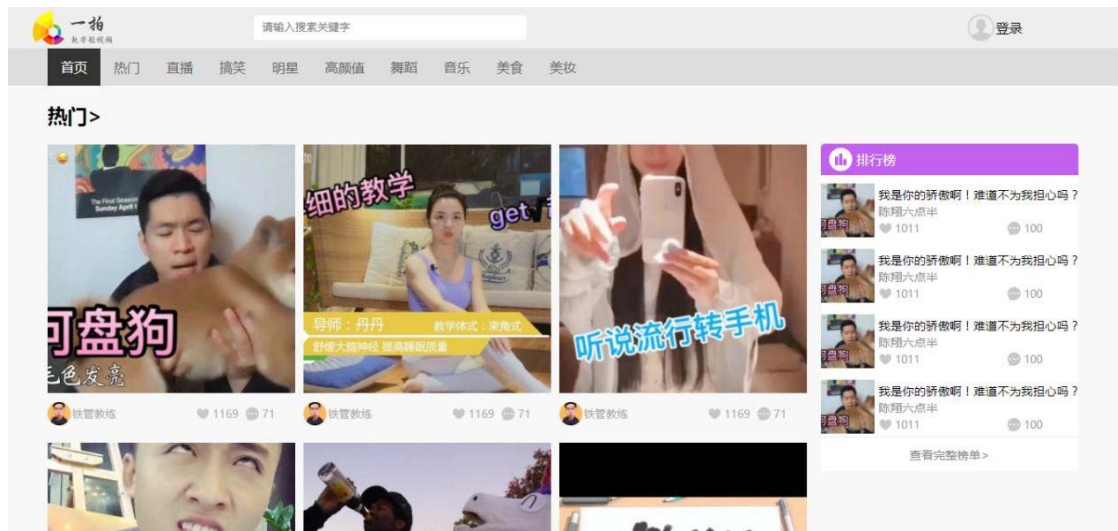 一拍
请输入搜索关键字
登录
首页 热门 直播 搞笑 明星 高颜值 舞蹈 音乐 美食 美妆
热门>
The Final Season
Sunday April
何盘狗
毛色发亮
细的教学
get
导师：丹丹
教学体式：束角式
舒缓大脑神经 提高睡眠质量
听说流行转手机
铁管教练 1169 71
铁管教练 1169 71
铁管教练 1169 71
排行榜
我是你的骄傲啊！难道不为我担心吗？
陈翔六点半
1011 100
我是你的骄傲啊！难道不为我担心吗？
陈翔六点半
1011 100
我是你的骄傲啊！难道不为我担心吗？
陈翔六点半
1011 100
我是你的骄傲啊！难道不为我担心吗？
陈翔六点半
1011 100
查看完整榜单>